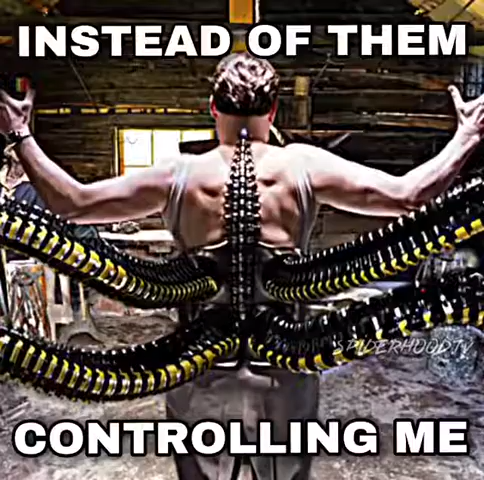 INSTEAD OF THEM
SPIDERHOODTV
CONTROLLING ME